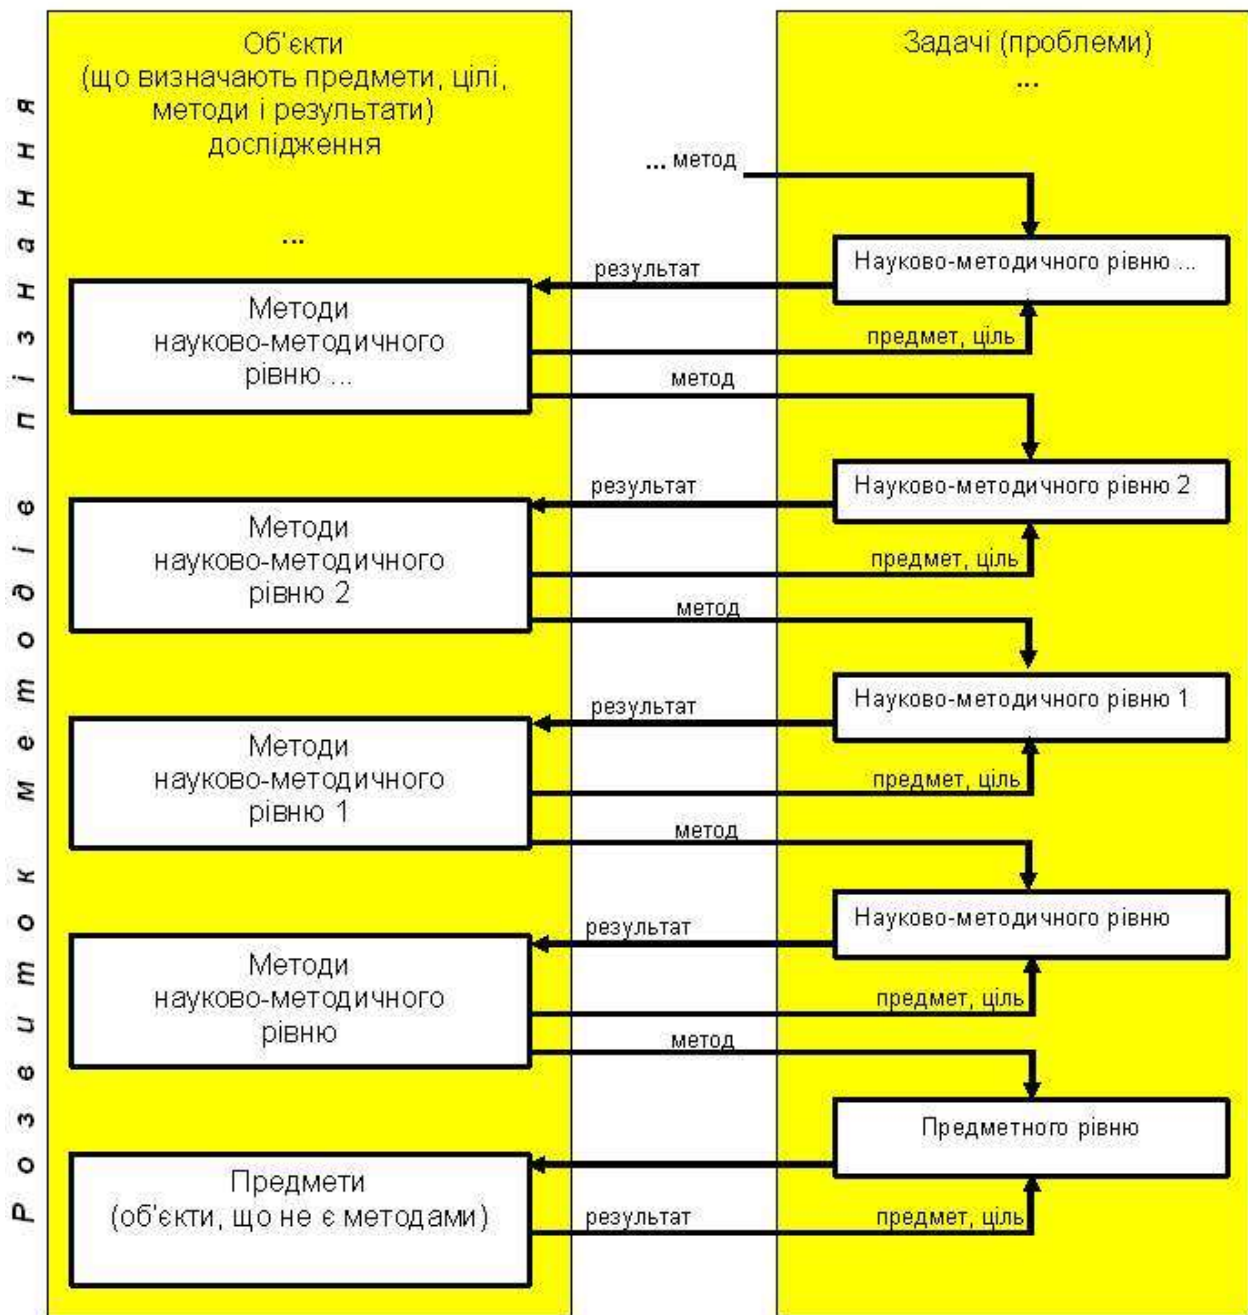 Розвиток методів пізнання
Об'єкти
(що визначають предмети, цілі,
методи і результати)
дослідження
...
Задачі (проблеми)
...
... метод
Науково-методичного рівню ...
результат
Методи
науково-методичного
рівню ...
предмет, ціль
метод
Науково-методичного рівню 2
результат
Методи
науково-методичного
рівню 2
предмет, ціль
метод
Науково-методичного рівню 1
результат
Методи
науково-методичного
рівню 1
предмет, ціль
метод
Науково-методичного рівню
результат
Методи
науково-методичного
рівню
предмет, ціль
метод
Предметного рівню
Предмети
(об'єкти, що не є методами)
результат
предмет, ціль